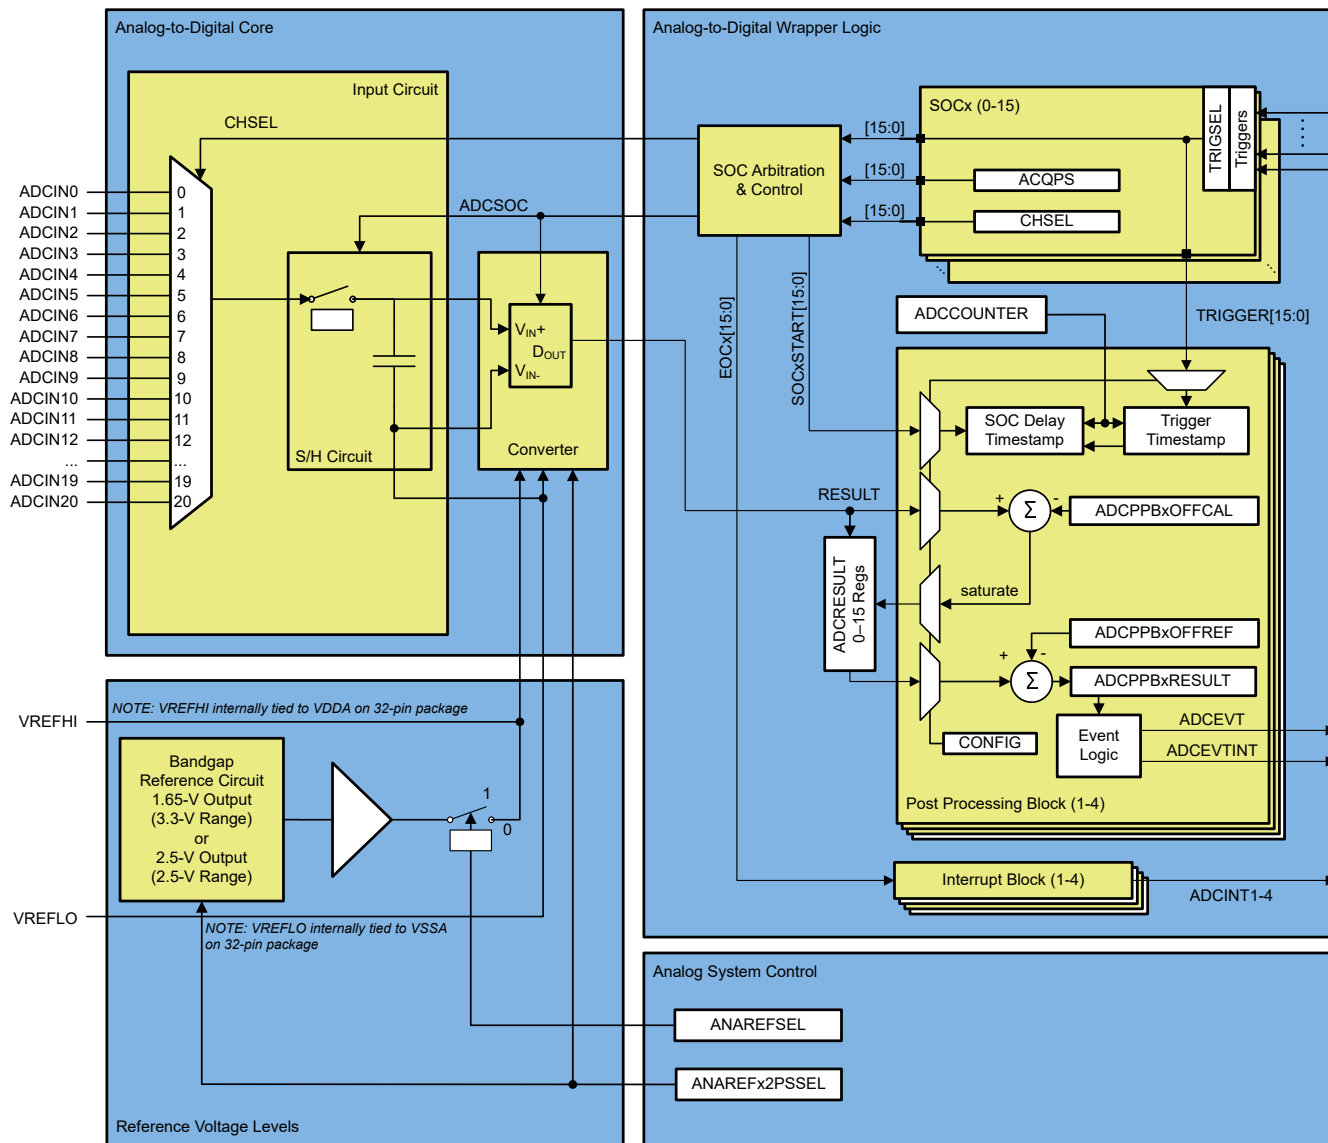 Analog-to-Digital Core
Input Circuit
CHSEL
ADCIN0
ADCIN1
ADCIN2
ADCIN3
ADCIN4
ADCIN5
ADCIN6
ADCIN7
ADCIN8
ADCIN9
ADCIN10
ADCIN11
ADCIN12
...
ADCIN19
ADCIN20
0
1
2
3
4
5
6
7
8
9
10
11
12
...
19
20
ADCSOC
S/H Circuit
VIN+
DOUT
VIN-
Converter
Analog-to-Digital Wrapper Logic
SOC Arbitration
& Control
[15:0]
[15:0]
[15:0]
SOCx (0-15)
TRIGSEL
Triggers
ACQPS
CHSEL
EOCx[15:0]
SOCxSTART[15:0]
ADCCOUNTER
TRIGGER[15:0]
SOC Delay
Timestamp
Trigger
Timestamp
RESULT
+
Σ
-
ADCPPBxOFFCAL
ADCRESULT
0–15 Regs
saturate
ADCPPBxOFFREF
+
-
Σ
ADCPPBxRESULT
CONFIG
Event
Logic
ADCEVT
ADCEVTINT
Post Processing Block (1-4)
Interrupt Block (1-4)
ADCINT1-4
VREFHI
NOTE: VREFHI internally tied to VDDA on 32-pin package
Bandgap
Reference Circuit
1.65-V Output
(3.3-V Range)
or
2.5-V Output
(2.5-V Range)
1
0
VREFLO
NOTE: VREFLO internally tied to VSSA
on 32-pin package
Reference Voltage Levels
Analog System Control
ANAREFSEL
ANAREFx2PSSEL